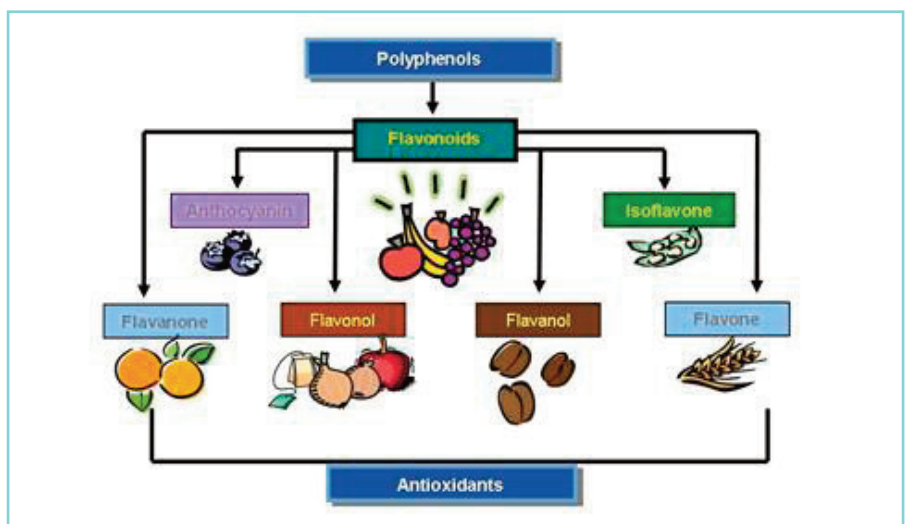 Polyphenols
Flavonoids
Anthocyanin
Isoflavone
Flavanone
Flavonol
Flavanol
Flavone
Antioxidants